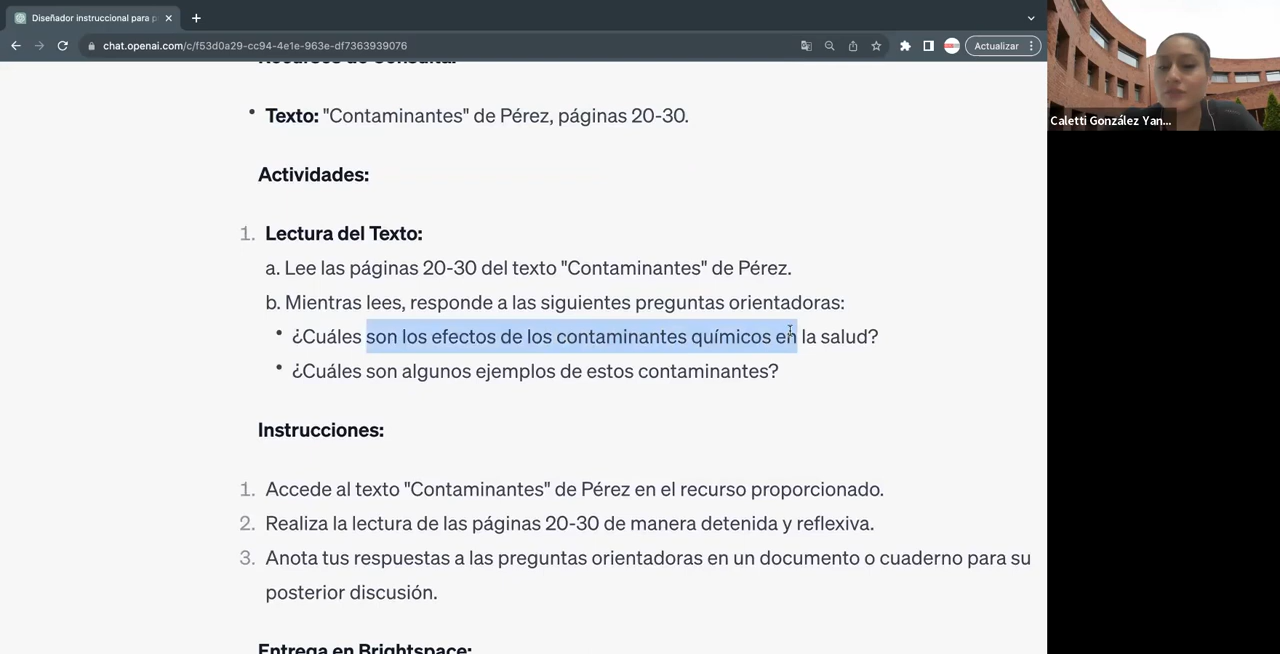 Diseñador instruccional para p
chat.openai.com/c/f53d0a29-cc94-4e1e-963e-df7363939076
Actualizar
Caletti González Yan...
Recursos de Consulta:
• Texto: "Contaminantes" de Pérez, páginas 20-30.
Actividades:
1. Lectura del Texto:
a. Lee las páginas 20-30 del texto "Contaminantes" de Pérez.
b. Mientras lees, responde a las siguientes preguntas orientadoras:
• ¿Cuáles son los efectos de los contaminantes químicos en la salud?
• ¿Cuáles son algunos ejemplos de estos contaminantes?
Instrucciones:
1. Accede al texto "Contaminantes" de Pérez en el recurso proporcionado.
2. Realiza la lectura de las páginas 20-30 de manera detenida y reflexiva.
3. Anota tus respuestas a las preguntas orientadoras en un documento o cuaderno para su
posterior discusión.
Entrega en Brightspace: